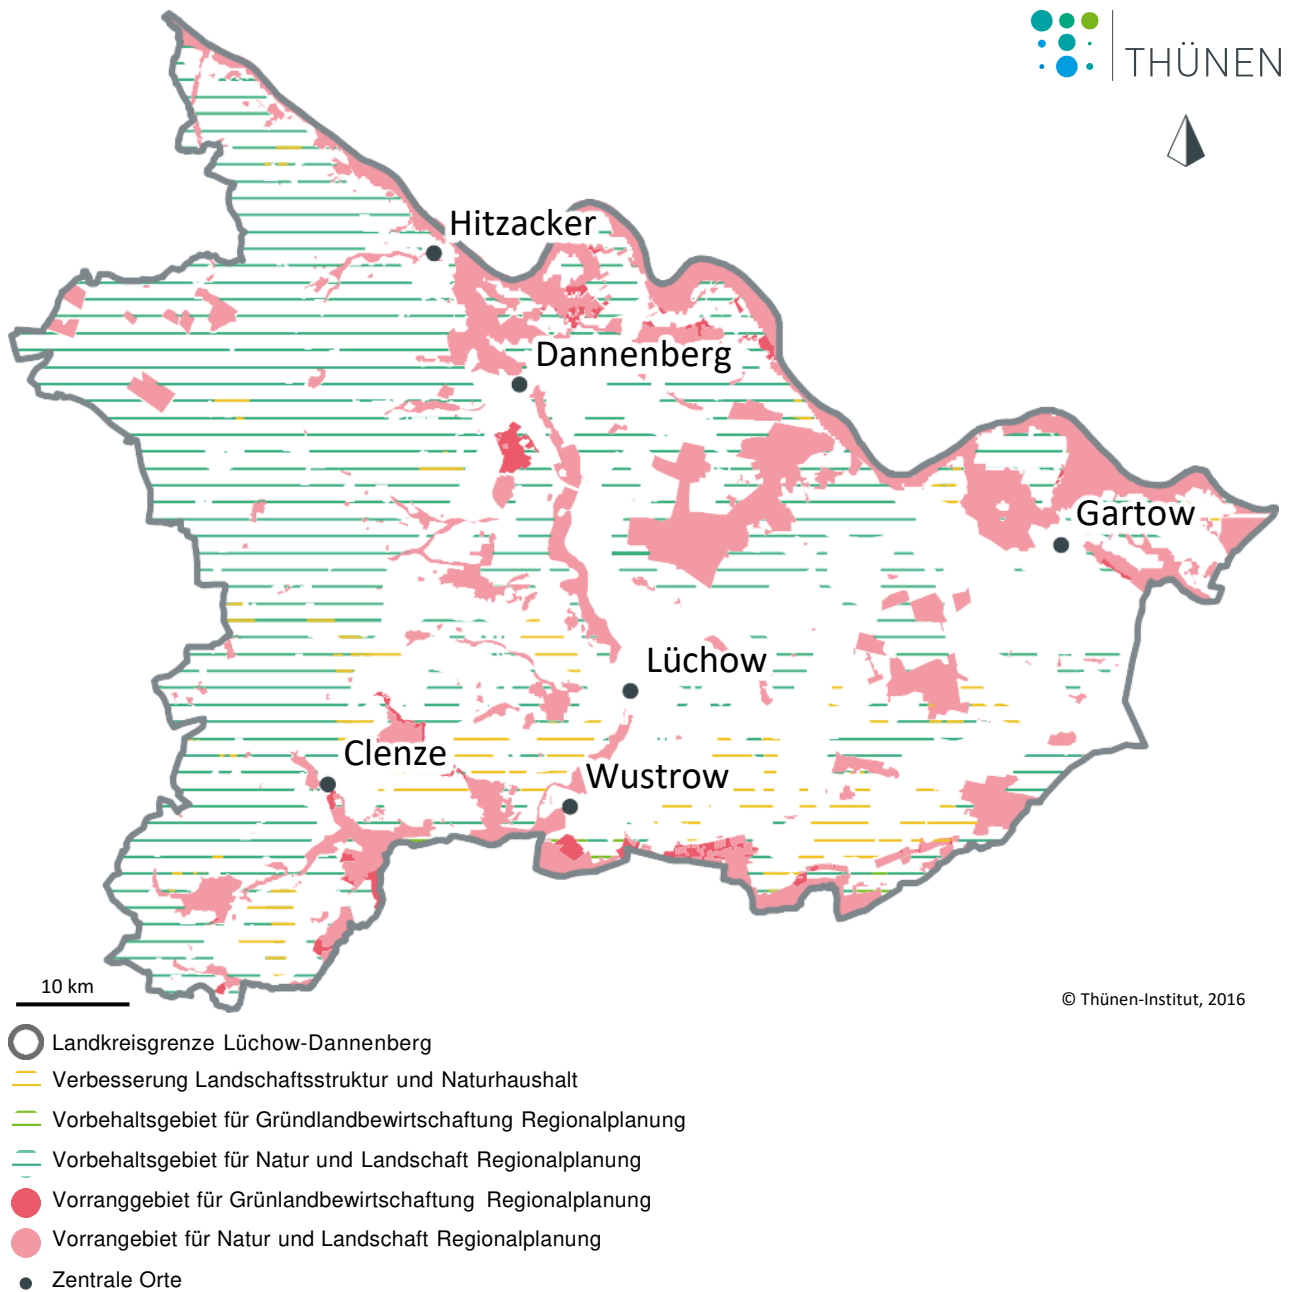 THÜNEN
Hitzacker
Dannenberg
Gartow
Lüchow
Clenze
Wustrow
10 km
© Thünen-Institut, 2016
Landkreisgrenze Lüchow-Dannenberg
Verbesserung Landschaftsstruktur und Naturhaushalt
Vorbehaltsgebiet für Gründlandbewirtschaftung Regionalplanung
Vorbehaltsgebiet für Natur und Landschaft Regionalplanung
Vorranggebiet für Grünlandbewirtschaftung Regionalplanung
Vorrangebiet für Natur und Landschaft Regionalplanung
Zentrale Orte